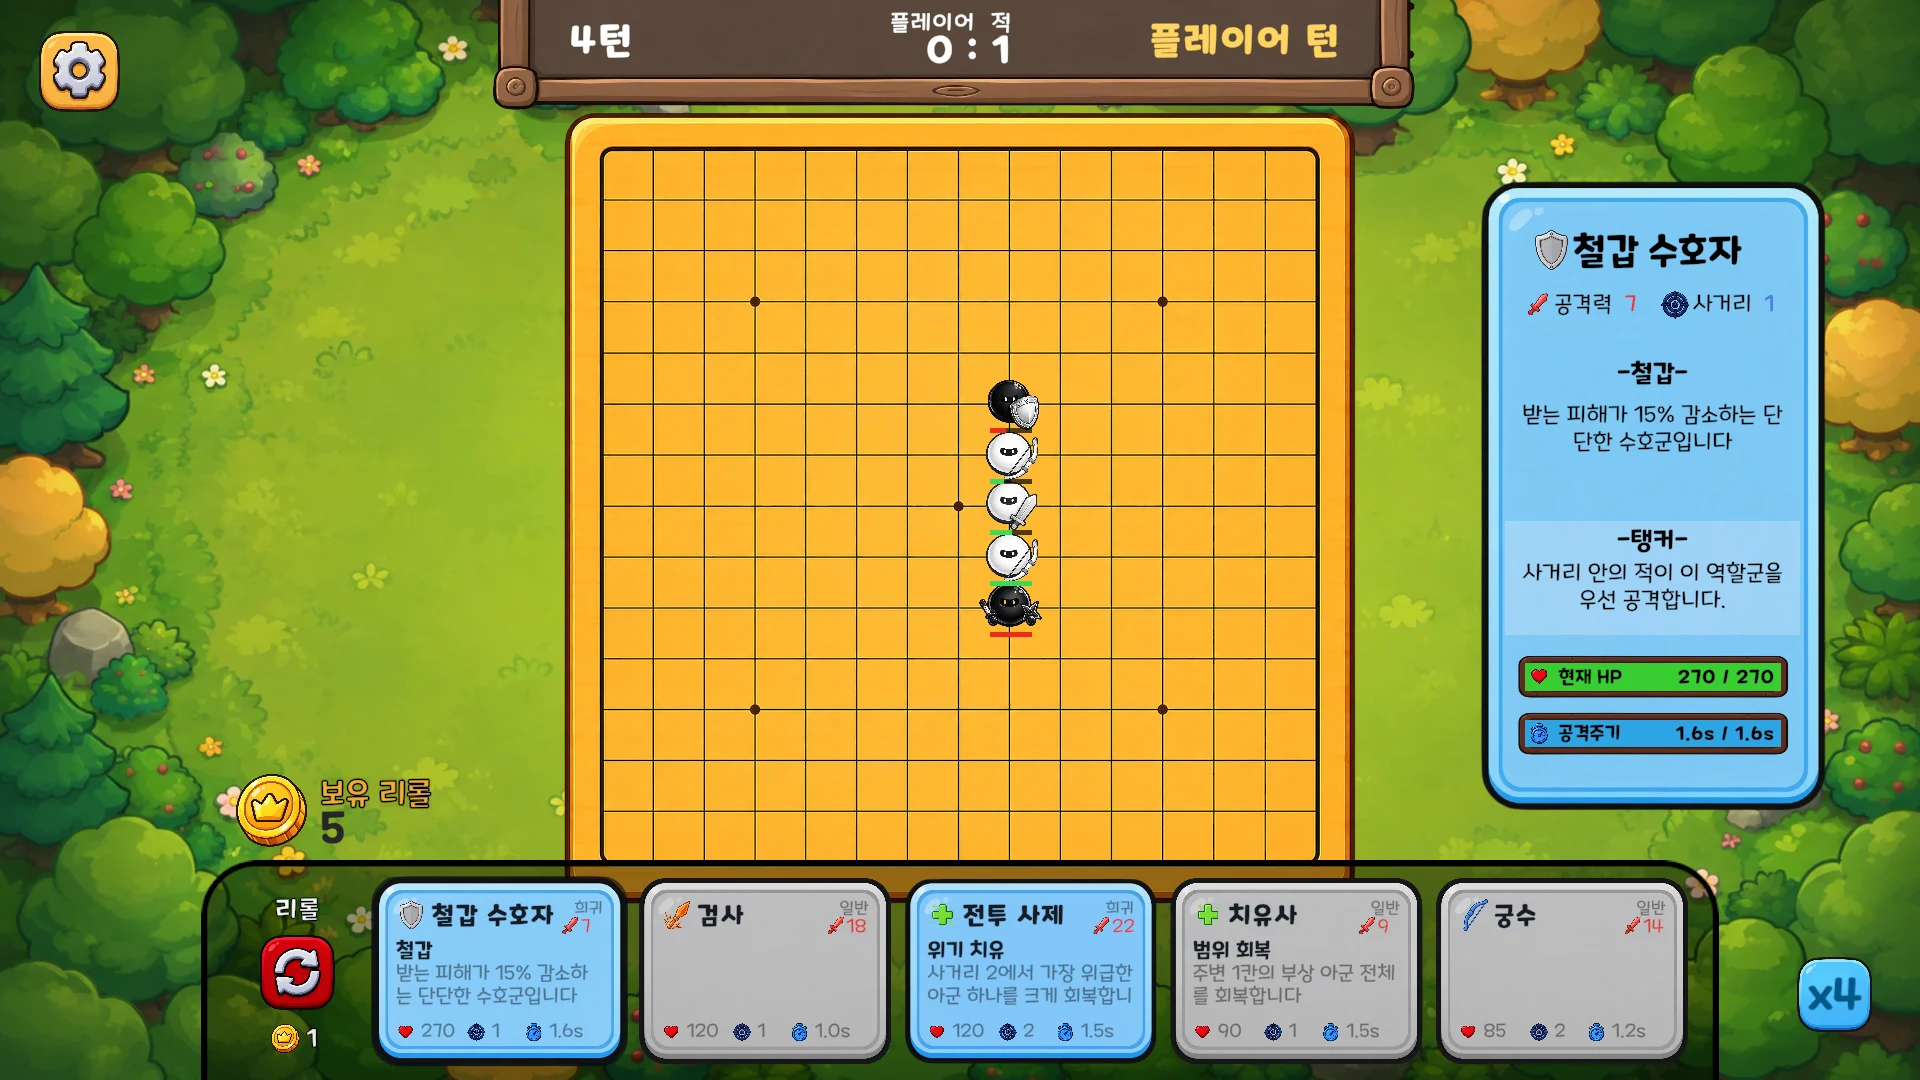 4턴
플레이어 적
0 : 1
플레이어 턴
철갑 수호자
공격력 7 사거리 1
-철갑-
받는 피해가 15% 감소하는 단
단한 수호군입니다
-탱커-
사거리 안의 적이 이 역할군을
우선 공격합니다.
현재 HP 270 / 270
공격주기 1.6s / 1.6s
보유 리롤
5
리롤
1
철갑 수호자
희귀
7
철갑
받는 피해가 15% 감소하
는 단단한 수호군입니다
270 1 1.6s
검사
일반
18
120 1 1.0s
전투 사제
희귀
22
위기 치유
사거리 2에서 가장 위급한
아군 하나를 크게 회복합니
120 2 1.5s
치유사
일반
9
범위 회복
주변 1칸의 부상 아군 전체
를 회복합니다
90 1 1.5s
궁수
일반
14
85 2 1.2s
x4